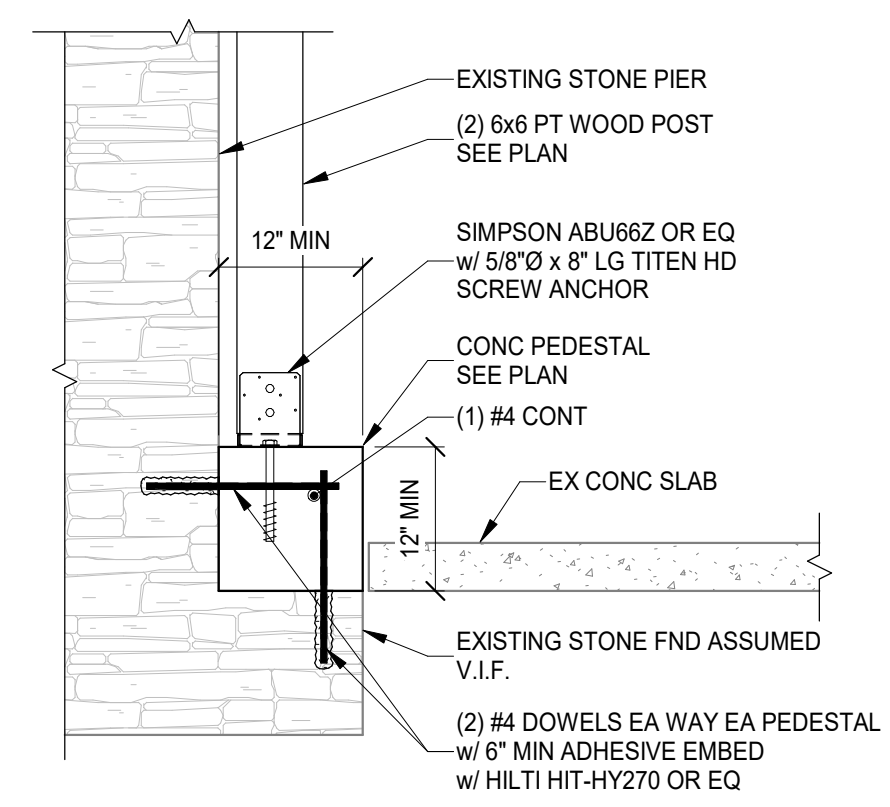 EXISTING STONE PIER
(2) 6x6 PT WOOD POST
SEE PLAN
12" MIN
SIMPSON ABU66Z OR EQ
w/ 5/8"Ø x 8" LG TITEN HD
SCREW ANCHOR
CONC PEDESTAL
SEE PLAN
(1) #4 CONT
12" MIN
EX CONC SLAB
EXISTING STONE FND ASSUMED
V.I.F.
(2) #4 DOWELS EA WAY EA PEDESTAL
w/ 6" MIN ADHESIVE EMBED
w/ HILTI HIT-HY270 OR EQ